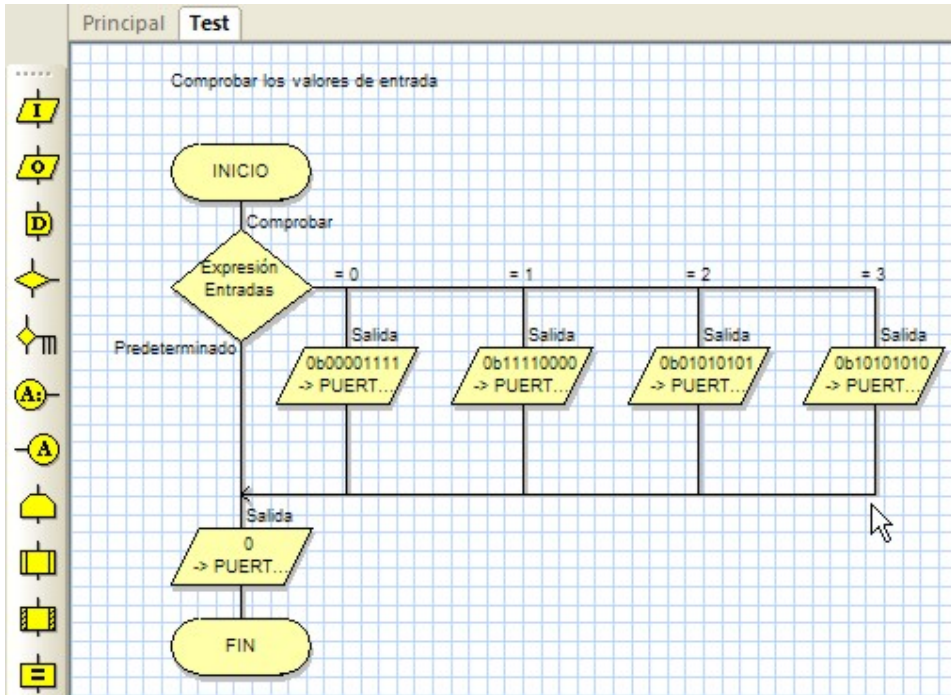 Principal Test
Comprobar los valores de entrada
I
O
D
A:
A
=
INICIO
Comprobar
Expresión
Entradas
= 0
= 1
= 2
= 3
Predeterminado
Salida
0b00001111
-> PUERT...
Salida
0b11110000
-> PUERT...
Salida
0b01010101
-> PUERT...
Salida
0b10101010
-> PUERT...
Salida
0
-> PUERT...
FIN